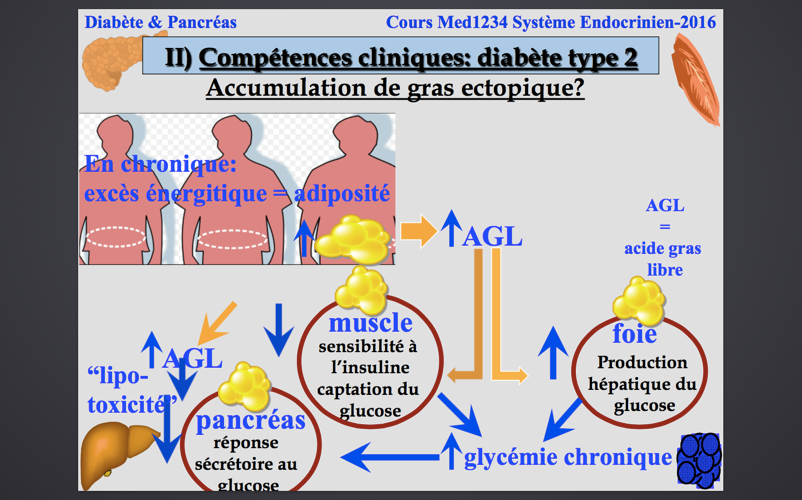 Diabète & Pancréas
Cours Med1234 Système Endocrinien-2016
II) Compétences cliniques: diabète type 2
Accumulation de gras ectopique?
En chronique:
excès énergitique = adiposité
AGL
AGL
=
acide gras
libre
muscle
sensibilité à
l'insuline
captation du
glucose
foie
Production
hépatique du
glucose
AGL
“lipo-
toxicité”
pancréas
réponse
sécrétoire au
glucose
glycémie chronique